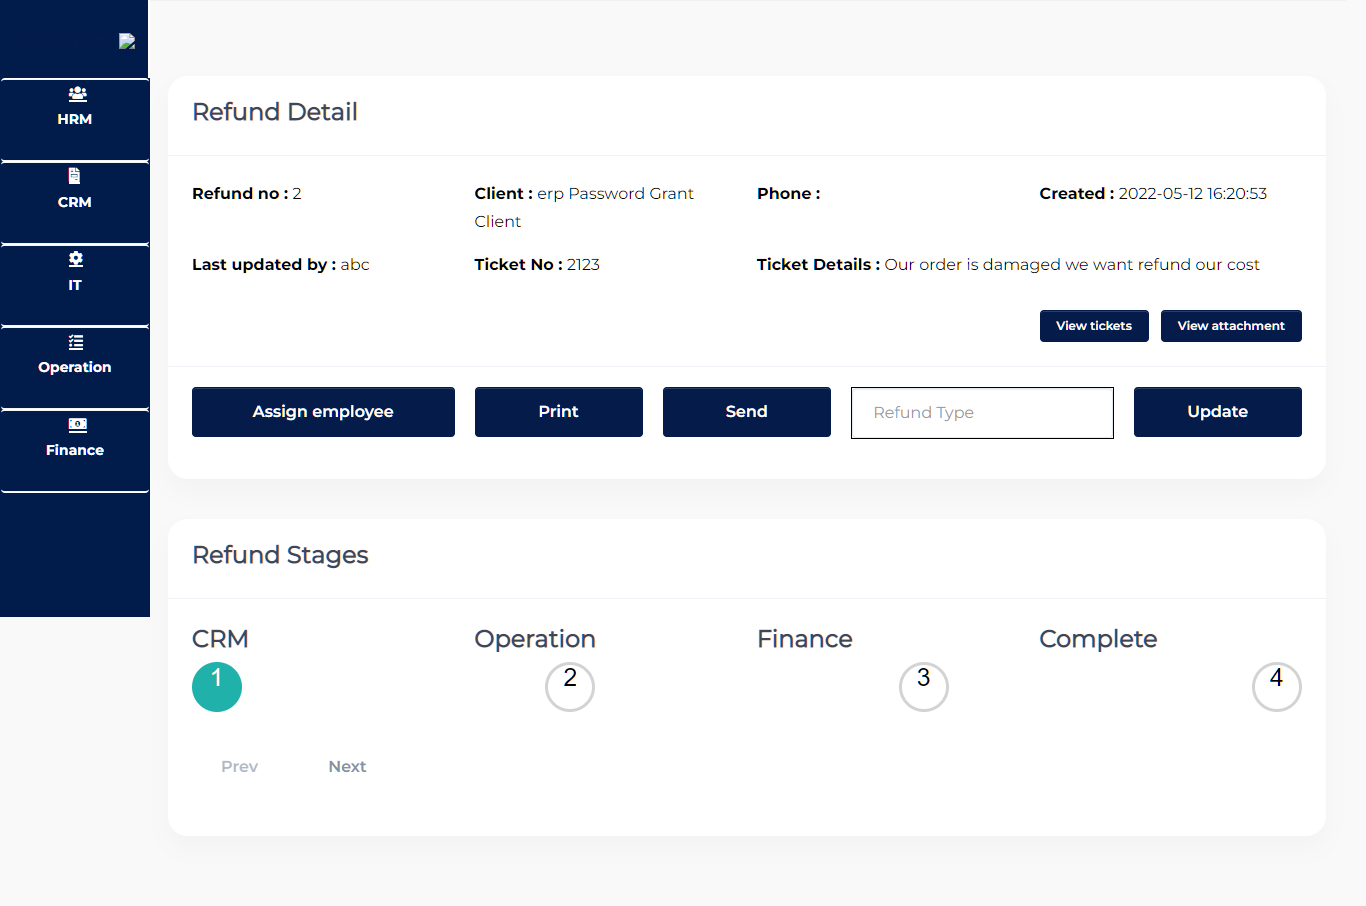 HRM
CRM
IT
Operation
Finance
Refund Detail
Refund no : 2
Client : erp Password Grant
Client
Phone :
Created : 2022-05-12 16:20:53
Last updated by : abc
Ticket No : 2123
Ticket Details : Our order is damaged we want refund our cost
View tickets
View attachment
Assign employee
Print
Send
Refund Type
Update
Refund Stages
CRM
Operation
Finance
Complete
1
2
3
4
Prev
Next